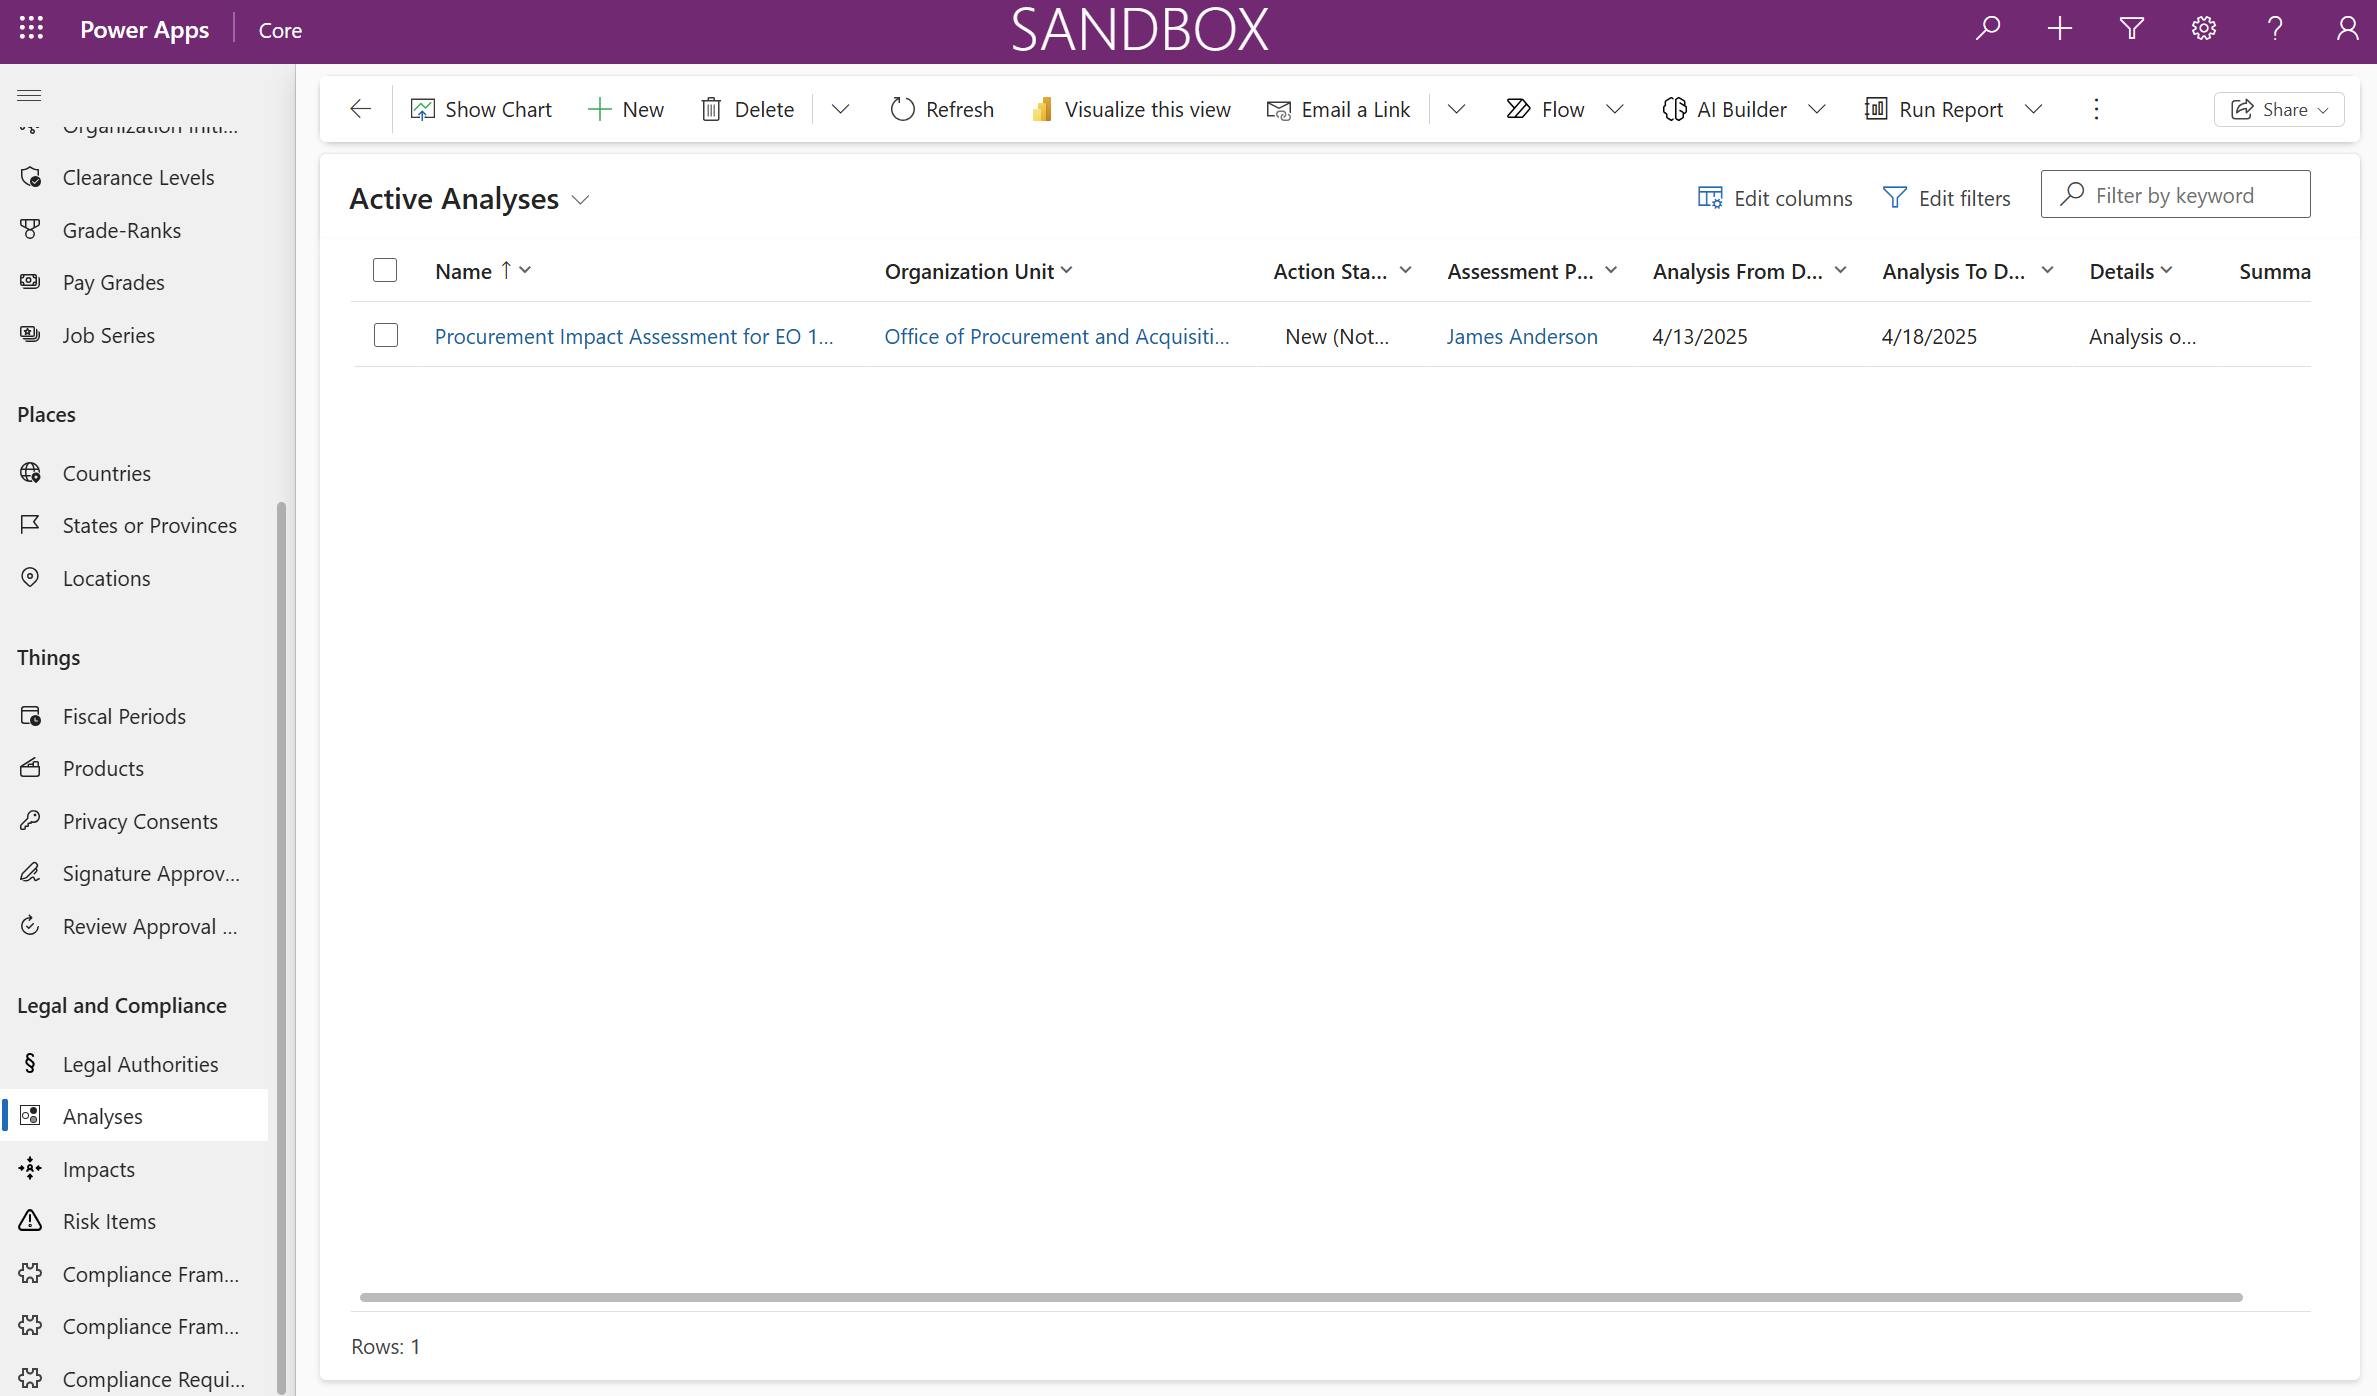 Power Apps
Core
SANDBOX
Show Chart
New
Delete
Refresh
Visualize this view
Email a Link
Flow
AI Builder
Run Report
Share
Organization Initi...
Clearance Levels
Grade-Ranks
Pay Grades
Job Series
Places
Countries
States or Provinces
Locations
Things
Fiscal Periods
Products
Privacy Consents
Signature Approv...
Review Approval ...
Legal and Compliance
§ Legal Authorities
Analyses
Impacts
Risk Items
Compliance Fram...
Compliance Fram...
Compliance Requi...
Active Analyses
Edit columns
Edit filters
Filter by keyword
Name Organization Unit Action Sta... Assessment P... Analysis From D... Analysis To D... Details Summa
Procurement Impact Assessment for EO 1... Office of Procurement and Acquisiti... New (Not... James Anderson 4/13/2025 4/18/2025 Analysis o...
Rows: 1